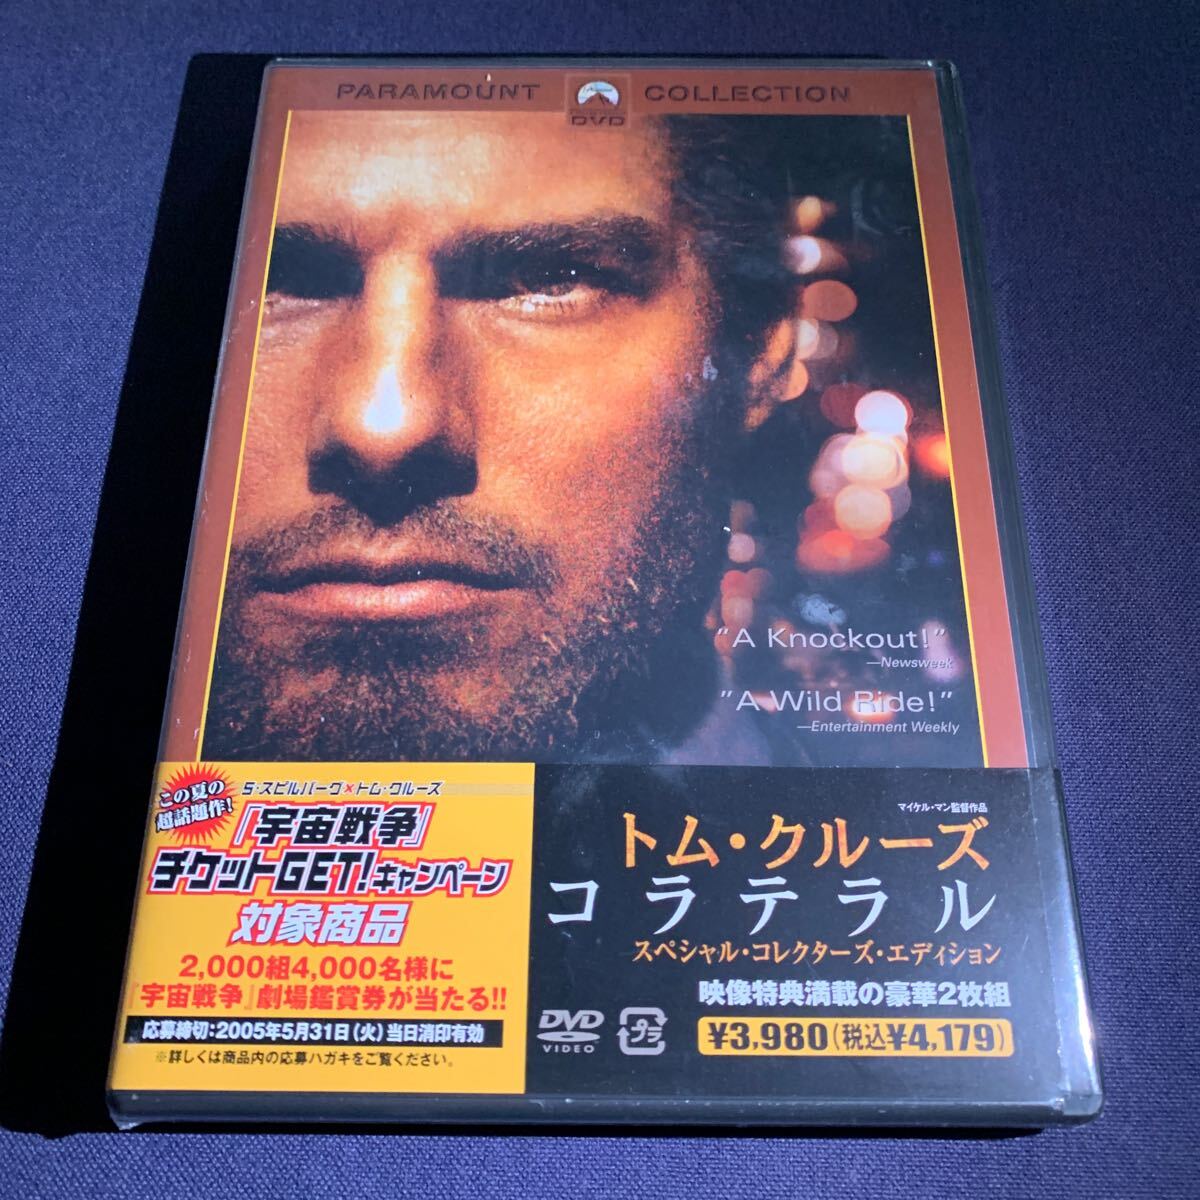 PARAMOUNT COLLECTION
DVD
"A Knockout!"
—Newsweek
"A Wild Ride!"
—Entertainment Weekly
この夏の
超話題作!
S・スピルバーグ×トム・クルーズ
『宇宙戦争』
チケットGET!キャンペーン
対象商品
2,000組4,000名様に
『宇宙戦争』劇場鑑賞券が当たる!!
応募締切:2005年5月31日(火)当日消印有効
※詳しくは商品内の応募ハガキをご覧ください。
マイケル・マン監督作品
トム・クルーズ
コラテラル
スペシャル・コレクターズ・エディション
映像特典満載の豪華2枚組
DVD
VIDEO
プラ
¥3,980(税込¥4,179)